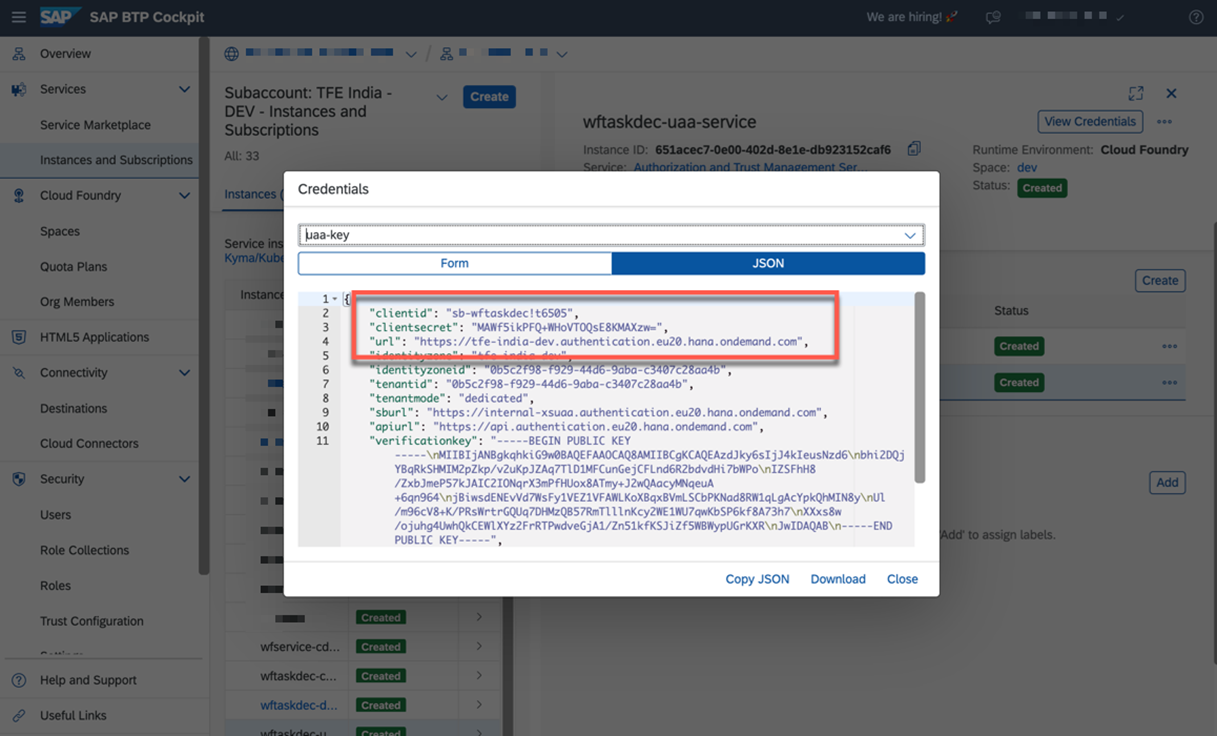 SAP SAP BTP Cockpit
We are hiring!
Overview
Services
Service Marketplace
Instances and Subscriptions
Cloud Foundry
Spaces
Quota Plans
Org Members
HTML5 Applications
Connectivity
Destinations
Cloud Connectors
Security
Users
Role Collections
Roles
Trust Configuration
Help and Support
Useful Links
/
Subaccount: TFE India -
DEV - Instances and
Subscriptions
Create
All: 33
Instances (
Service ins
Kyma/Kube
Instance
Created
wfservice-cd... Created
wftaskdec-c... Created
wftaskdec-d... Created
wftaskdec-u Created
wftaskdec-uaa-service
View Credentials
Instance ID: 651acec7-0e00-402d-8e1e-db923152caf6
Service: Authorization and Trust Management Ser...
Runtime Environment: Cloud Foundry
Space: dev
Status: Created
Create
Status
Created
Created
Add
'Add' to assign labels.
Credentials
uaa-key
Form JSON
1 {
2 "clientid": "sb-wftaskdec!t6505",
3 "clientsecret": "MAWf5ikPFQ+WHoVTOQsE8KMAXzw=",
4 "url": "https://tfe-india-dev.authentication.eu20.hana.ondemand.com",
5 "identityzone": "tfe-india-dev",
6 "identityzoneid": "0b5c2f98-f929-44d6-9aba-c3407c28aa4b",
7 "tenantid": "0b5c2f98-f929-44d6-9aba-c3407c28aa4b",
8 "tenantmode": "dedicated",
9 "sburl": "https://internal-xsuaa.authentication.eu20.hana.ondemand.com",
10 "apiurl": "https://api.authentication.eu20.hana.ondemand.com",
11 "verificationkey": "-----BEGIN PUBLIC KEY
-----\nMIIBIjANBgkqhkiG9w0BAQEFAAOCAQ8AMIIBCgKCAQEAzdJky6sIjJ4kIeusNzd6\nbhi2DQj
YBqRkSHMIM2pZkp/v2uKpJZAq7TlD1MFCunGejCFLnd6R2bdvdHi7bWPo\nIZSFhH8
/ZxbJmeP57kJAIC2IONqrX3mPfHUox8ATmy+J2wQAacyMNqeuA
+6qn964\njBiwsdENEvVd7WsFy1VEZ1VFAWLKoXBqxBVmLSCbPKNad8RW1qLgAcYpkQhMIN8y\nUl
/m96cV8+K/PRsWrtrGQUq7DHMzQB57RmTlllnKcy2WE1WU7qwKbSP6kf8A73h7\nXXxs8w
/ojuhg4UwhQkCEWlXYz2FrRTPwdveGjA1/Zn51kfKSJiZf5WBWypUGrKXR\nJwIDAQAB\n-----END
PUBLIC KEY-----",
Copy JSON Download Close